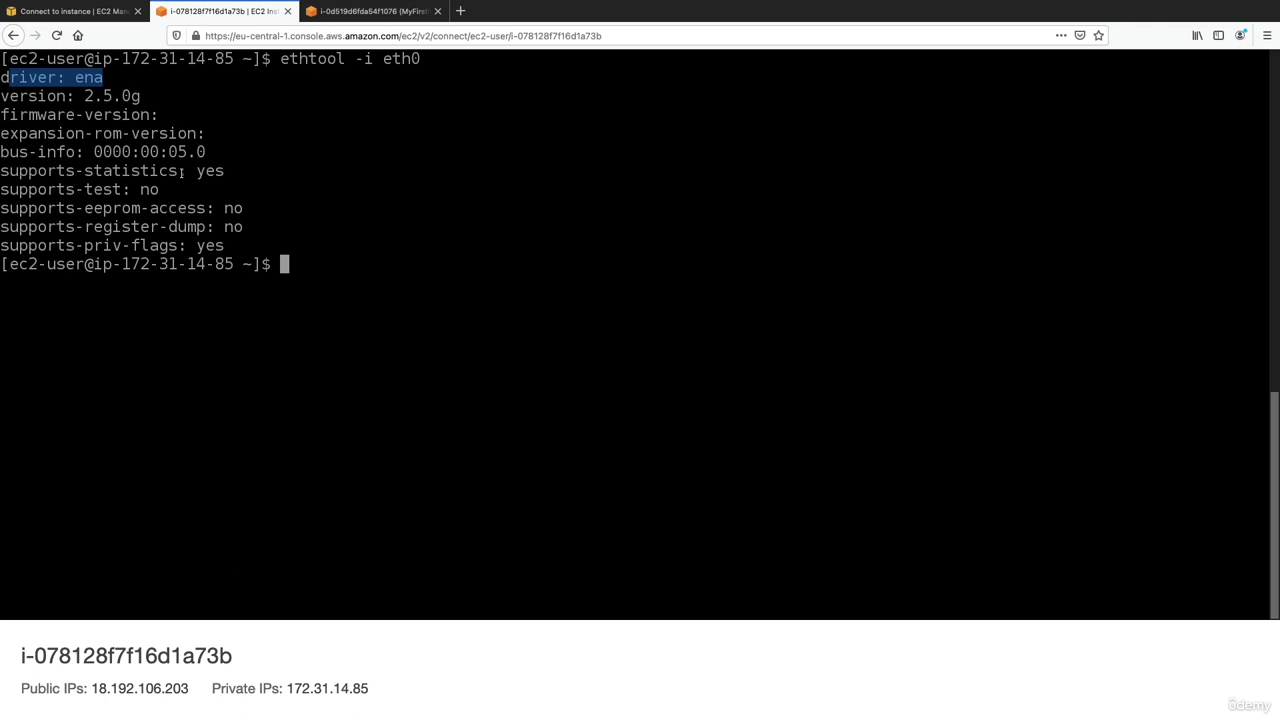 Connect to instance | EC2 Man
i-078128f7f16d1a73b | EC2 Ins
i-0d519d6fda54f1076 (MyFirst
https://eu-central-1.console.aws.amazon.com/ec2/v2/connect/ec2-user/i-078128f7f16d1a73b
[ec2-user@ip-172-31-14-85 ~]$ ethtool -i eth0
driver: ena
version: 2.5.0g
firmware-version:
expansion-rom-version:
bus-info: 0000:00:05.0
supports-statistics: yes
supports-test: no
supports-eeprom-access: no
supports-register-dump: no
supports-priv-flags: yes
[ec2-user@ip-172-31-14-85 ~]$
i-078128f7f16d1a73b
Public IPs: 18.192.106.203 Private IPs: 172.31.14.85
ûdemy